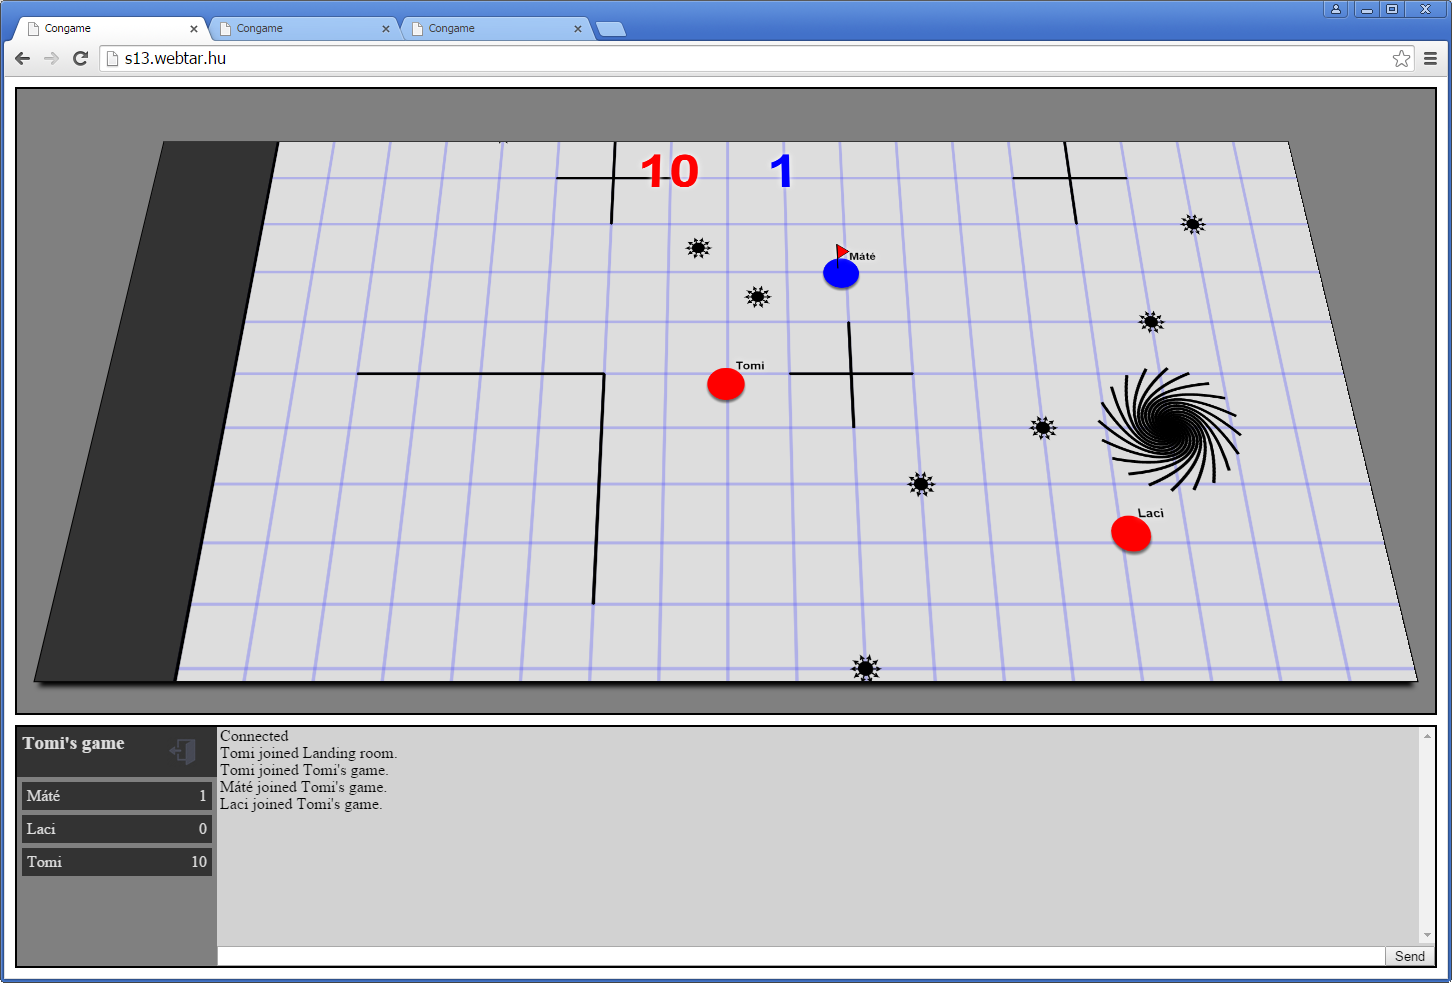 Congame
Congame
Congame
s13.webtar.hu
10 1
Máté
Tomi
Laci
Tomi's game
Máté 1
Laci 0
Tomi 10
Connected
Tomi joined Landing room.
Tomi joined Tomi's game.
Máté joined Tomi's game.
Laci joined Tomi's game.
Send